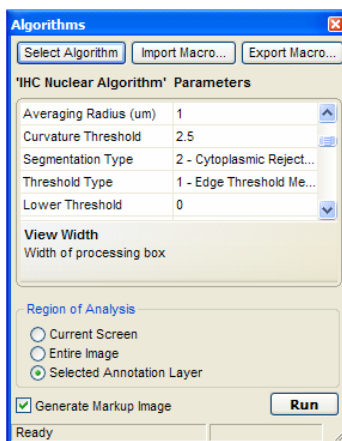 Algorithms
Select Algorithm Import Macro... Export Macro...
'IHC Nuclear Algorithm' Parameters
Averaging Radius (um) 1
Curvature Threshold 2.5
Segmentation Type 2 - Cytoplasmic Reject...
Threshold Type 1 - Edge Threshold Me...
Lower Threshold 0
View Width
Width of processing box
Region of Analysis
Current Screen
Entire Image
Selected Annotation Layer
Generate Markup Image Run
Ready